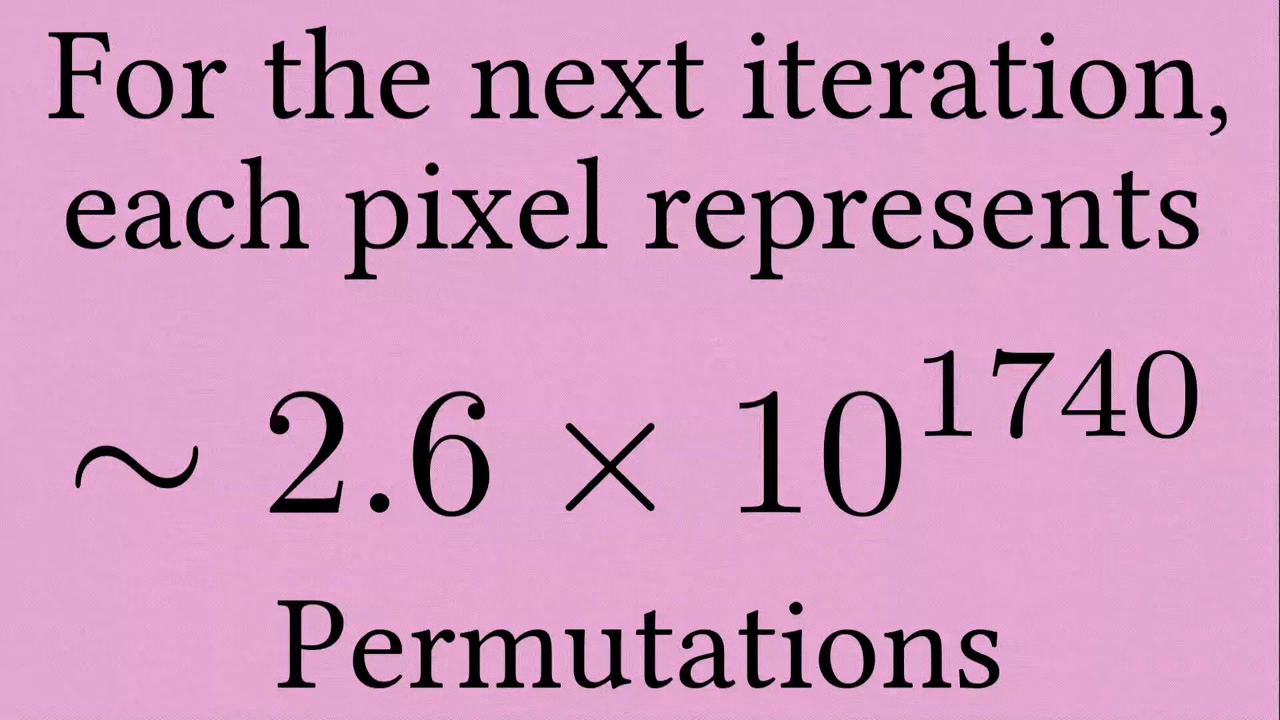 For the next iteration,
each pixel represents
~ 2.6 × 10^1740
Permutations